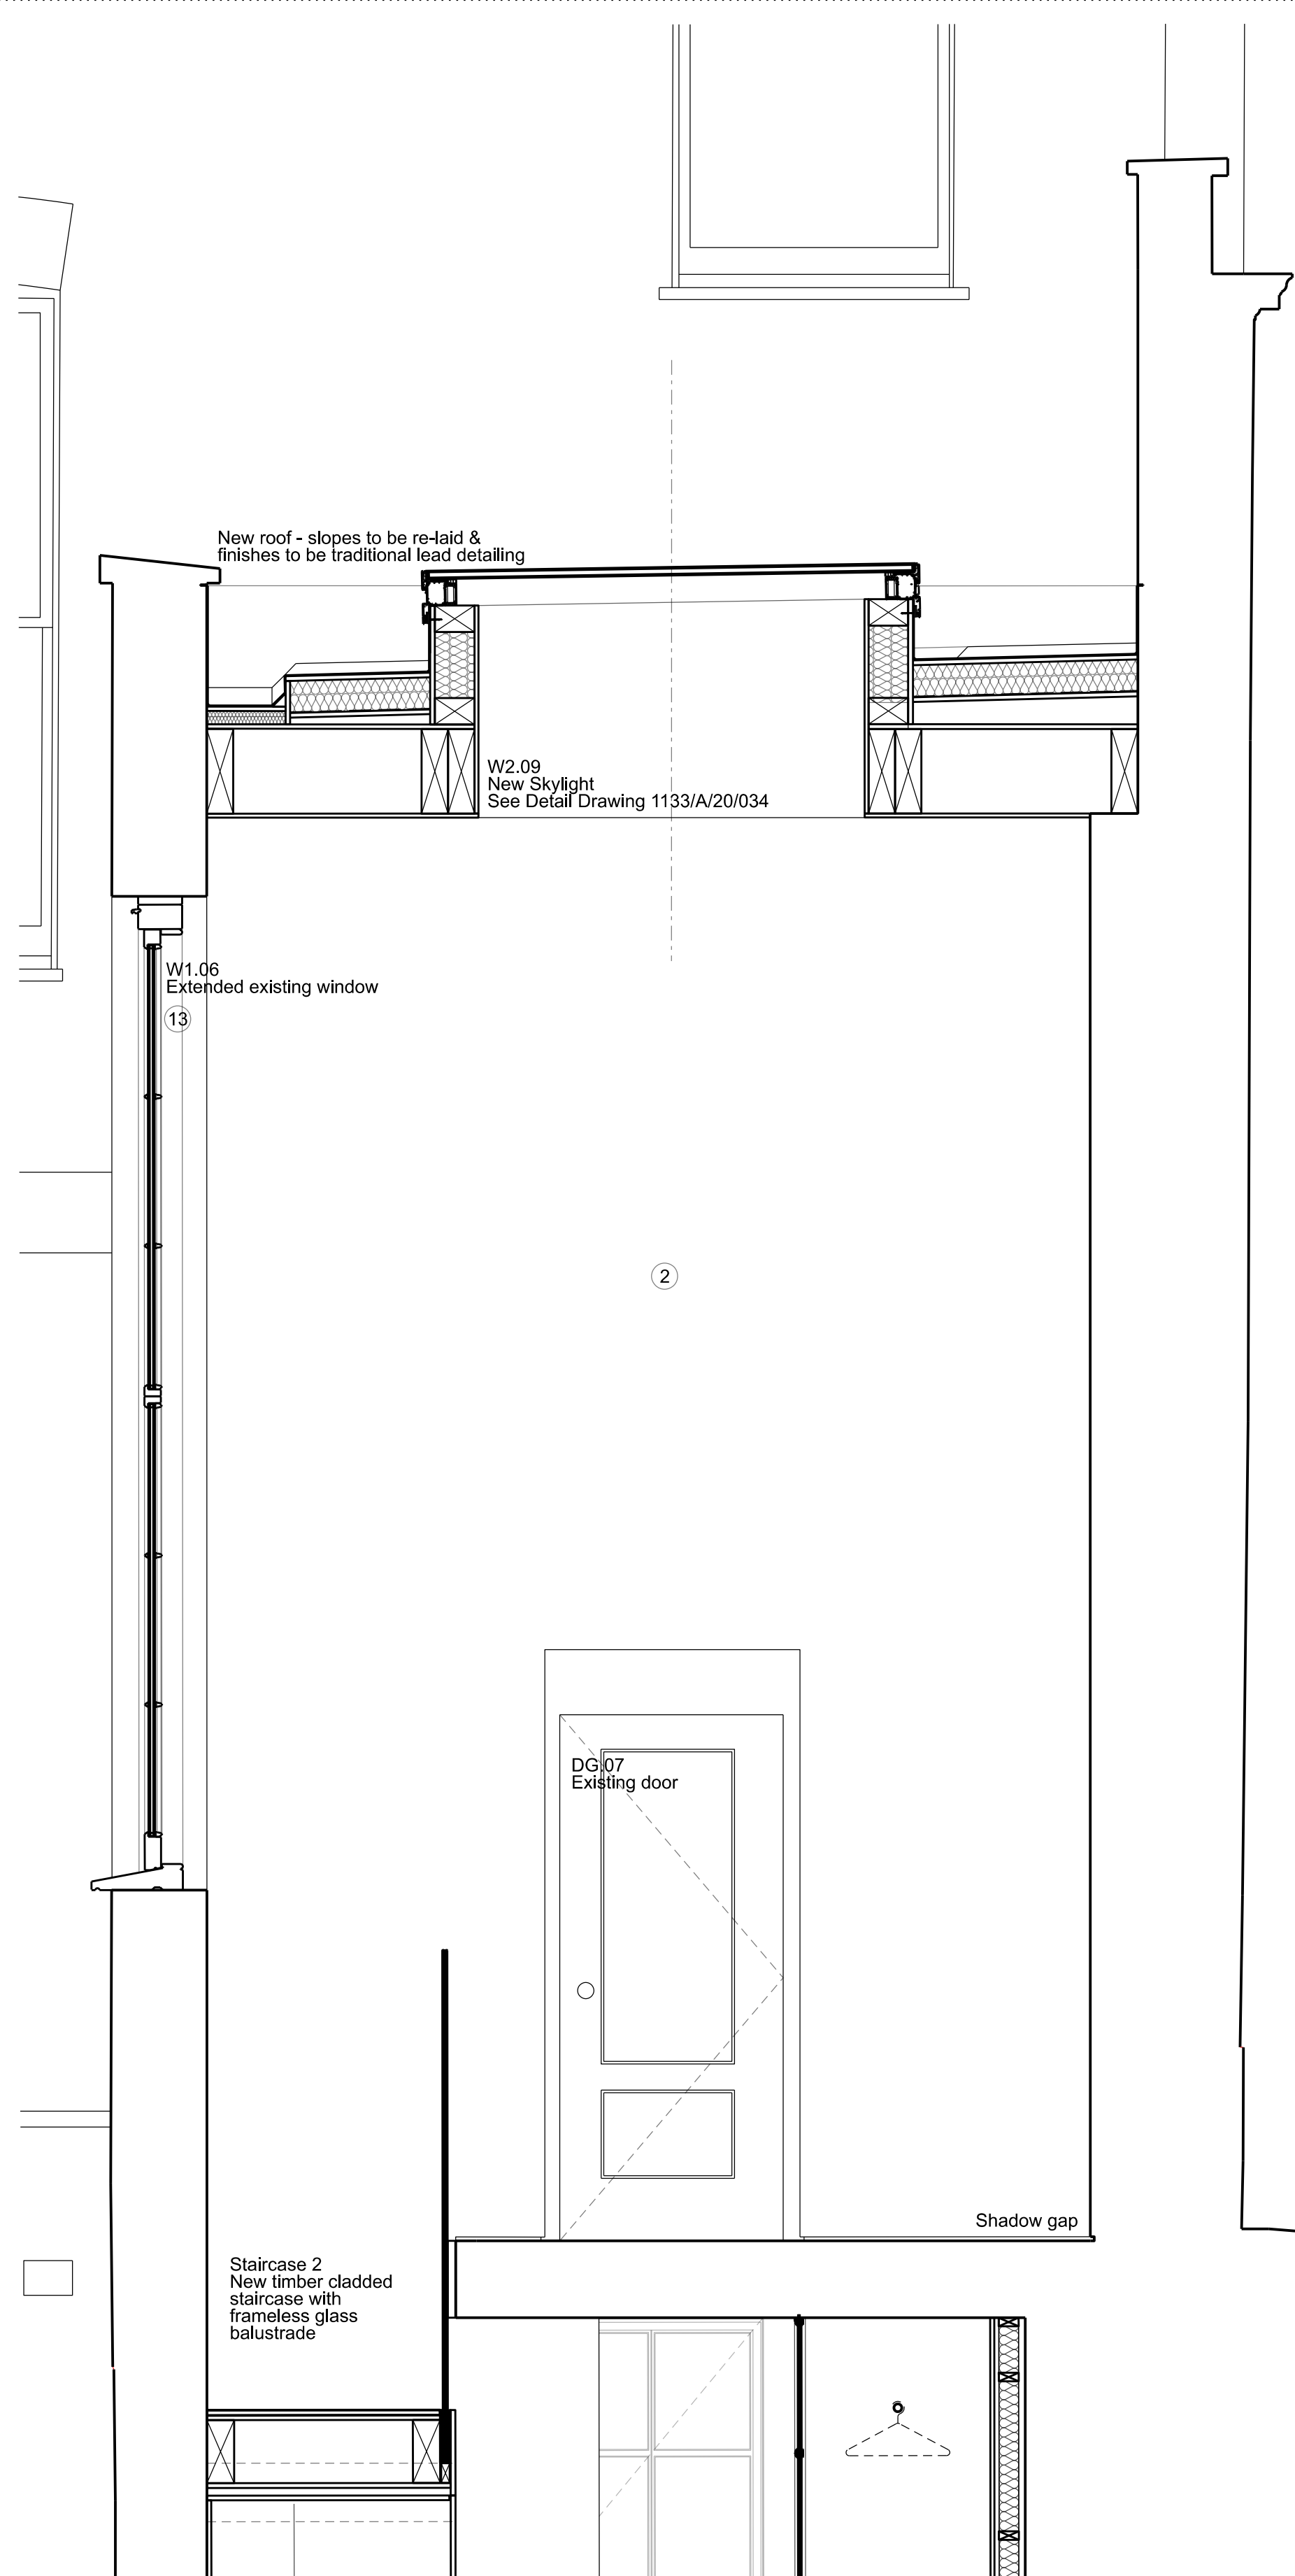 New roof - slopes to be re-laid &
finishes to be traditional lead detailing
W2.09
New Skylight
See Detail Drawing 1133/A/20/034
W1.06
Extended existing window
13
2
DG.07
Existing door
Shadow gap
Staircase 2
New timber cladded
staircase with
frameless glass
balustrade